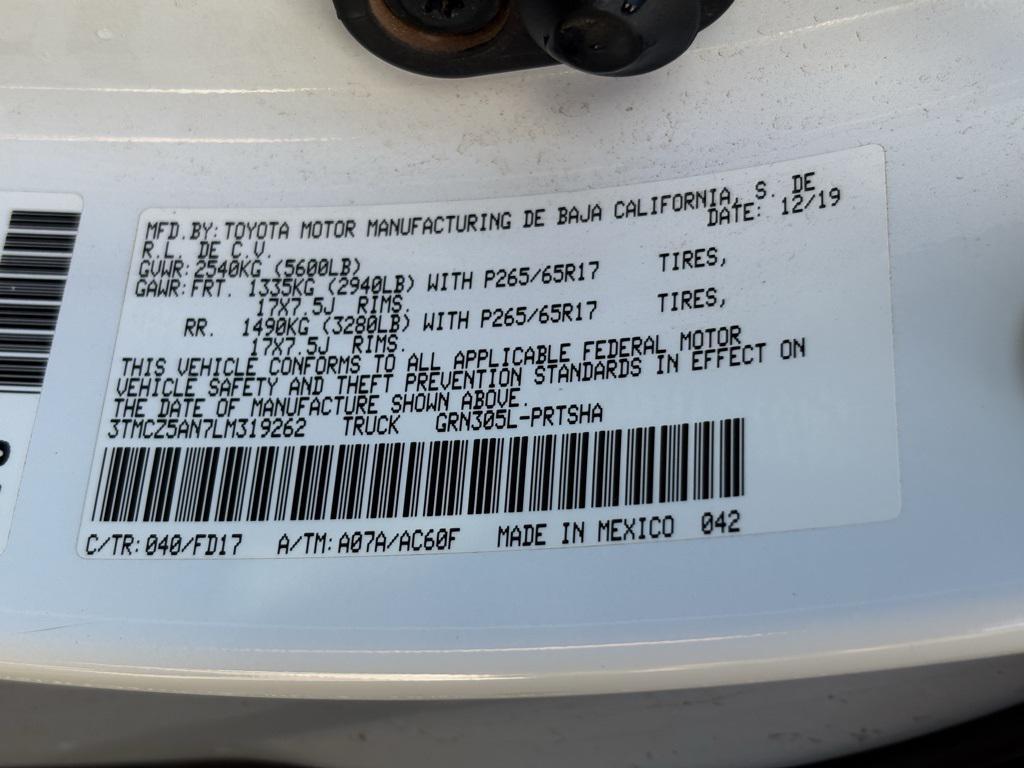 MFD.BY: TOYOTA MOTOR MANUFACTURING DE BAJA CALIFORNIA, S. DE
R.L. DE C.V. DATE: 12/19
GVWR: 2540KG (5600LB)
GAWR: FRT. 1335KG (2940LB) WITH P265/65R17 TIRES,
17X7.5J RIMS.
RR. 1490KG (3280LB) WITH P265/65R17 TIRES,
17X7.5J RIMS.
THIS VEHICLE CONFORMS TO ALL APPLICABLE FEDERAL MOTOR
VEHICLE SAFETY AND THEFT PREVENTION STANDARDS IN EFFECT ON
THE DATE OF MANUFACTURE SHOWN ABOVE.
3TMCZ5AN7LM319262 TRUCK GRN305L-PRTSHA
C/TR: 040/FD17 A/TM: A07A/AC60F MADE IN MEXICO 042